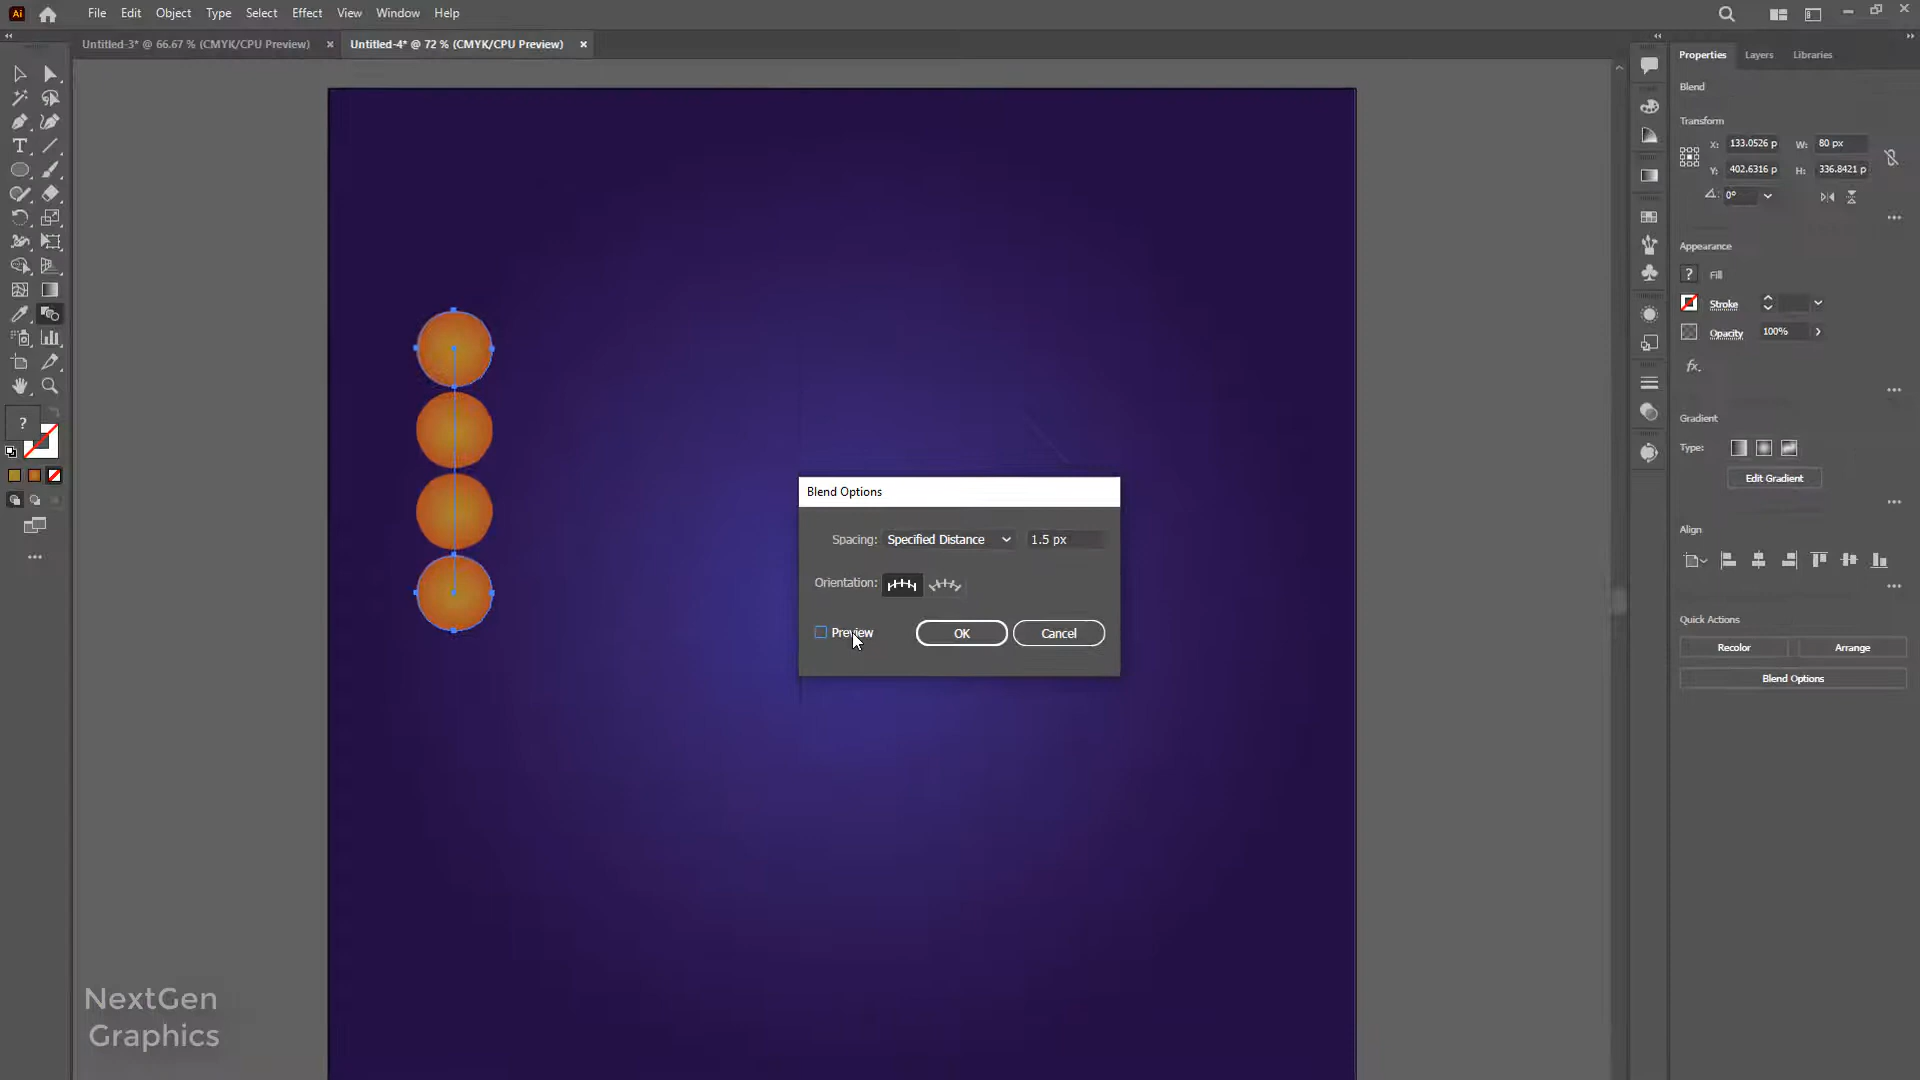 Ai File Edit Object Type Select Effect View Window Help
Untitled-3* @ 66.67 % (CMYK/CPU Preview) × Untitled-4* @ 72 % (CMYK/CPU Preview) ×
Properties Layers Libraries
Blend
Transform
X: 133.0526 p W: 80 px
Y: 402.6316 p H: 336.8421 p
0°
Appearance
? Fill
Stroke
Opacity 100%
fx.
Gradient
Type:
Edit Gradient
Align
Quick Actions
Recolor Arrange
Blend Options
T
?
Blend Options
Spacing: Specified Distance 1.5 px
Orientation:
Preview OK Cancel
NextGen
Graphics